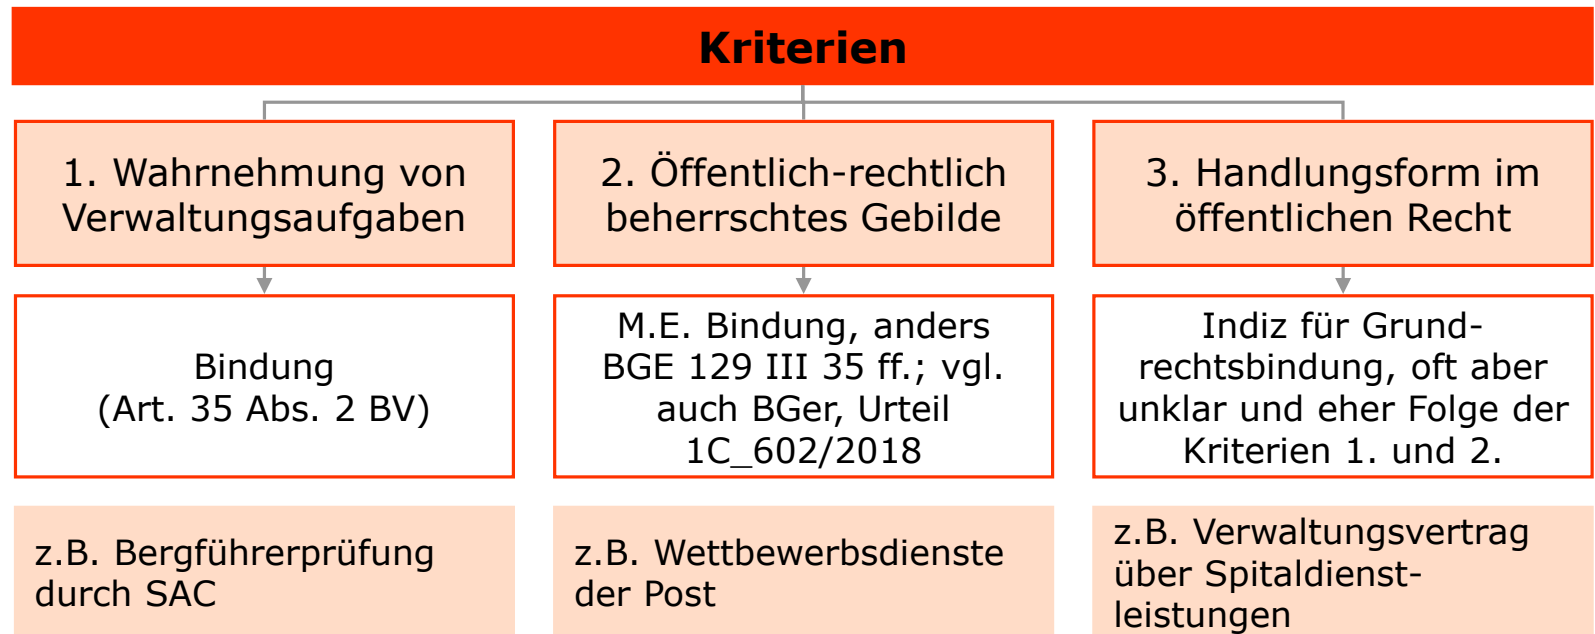 Kriterien
1. Wahrnehmung von
Verwaltungsaufgaben
2. Öffentlich-rechtlich
beherrschtes Gebilde
3. Handlungsform im
öffentlichen Recht
Bindung
(Art. 35 Abs. 2 BV)
M.E. Bindung, anders
BGE 129 III 35 ff.; vgl.
auch BGer, Urteil
1C_602/2018
Indiz für Grund-
rechtsbindung, oft aber
unklar und eher Folge der
Kriterien 1. und 2.
z.B. Bergführerprüfung
durch SAC
z.B. Wettbewerbsdienste
der Post
z.B. Verwaltungsvertrag
über Spitaldienst-
leistungen